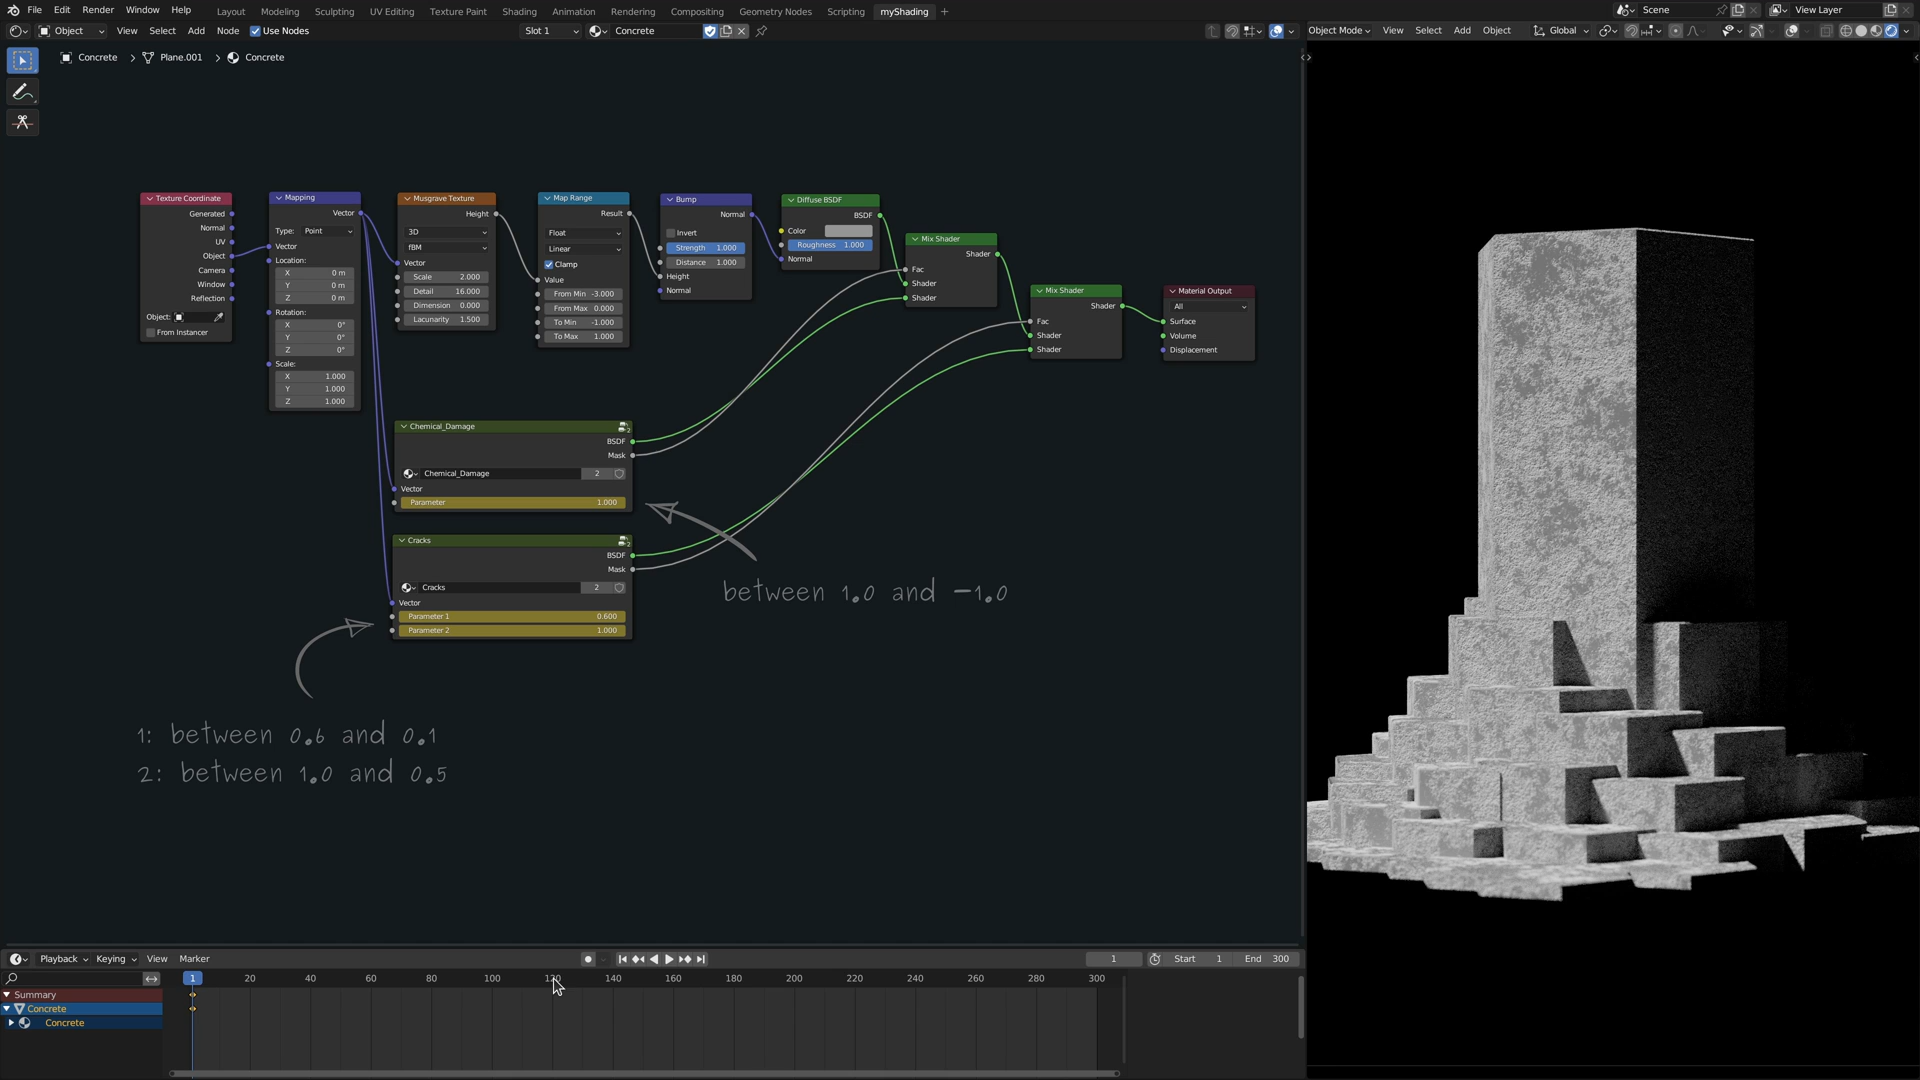 File Edit Render Window Help Layout Modeling Sculpting UV Editing Texture Paint Shading Animation Rendering Compositing Geometry Nodes Scripting myShading + Scene View Layer
Object View Select Add Node Use Nodes Slot 1 Concrete Object Mode View Select Add Object Global
Concrete > Plane.001 > Concrete
Texture Coordinate
Generated
Normal
UV
Object
Camera
Window
Reflection
Object:
From Instancer
Mapping
Vector
Type: Point
Vector
Location:
X 0 m
Y 0 m
Z 0 m
Rotation:
X 0°
Y 0°
Z 0°
Scale:
X 1.000
Y 1.000
Z 1.000
Musgrave Texture
Height
3D
fBM
Vector
Scale 2.000
Detail 16.000
Dimension 0.000
Lacunarity 1.500
Map Range
Result
Float
Linear
Clamp
Value
From Min -3.000
From Max 0.000
To Min -1.000
To Max 1.000
Bump
Normal
Invert
Strength 1.000
Distance 1.000
Height
Normal
Diffuse BSDF
BSDF
Color
Roughness 1.000
Normal
Mix Shader
Shader
Fac
Shader
Shader
Mix Shader
Shader
Fac
Shader
Shader
Material Output
All
Surface
Volume
Displacement
Chemical_Damage
BSDF
Mask
Chemical_Damage 2
Vector
Parameter 1.000
Cracks
BSDF
Mask
Cracks 2
Vector
Parameter 1 0.600
Parameter 2 1.000
between 1.0 and -1.0
1: between 0.6 and 0.1
2: between 1.0 and 0.5
Playback Keying View Marker 1 Start 1 End 300
1 20 40 60 80 100 120 140 160 180 200 220 240 260 280 300
Summary
Concrete
Concrete